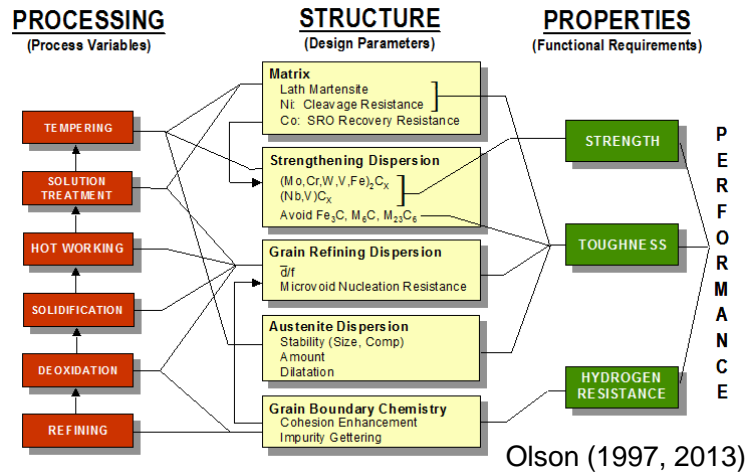 PROCESSING
(Process Variables)
TEMPERING
SOLUTION
TREATMENT
HOT WORKING
SOLIDIFICATION
DEOXIDATION
REFINING
STRUCTURE
(Design Parameters)
Matrix
Lath Martensite
Ni: Cleavage Resistance
Co: SRO Recovery Resistance
Strengthening Dispersion
(Mo,Cr,W,V,Fe)₂Cₓ
(Nb,V)Cₓ
Avoid Fe₃C, M₆C, M₂₃C₆
Grain Refining Dispersion
d̅/f
Microvoid Nucleation Resistance
Austenite Dispersion
Stability (Size, Comp)
Amount
Dilatation
Grain Boundary Chemistry
Cohesion Enhancement
Impurity Gettering
PROPERTIES
(Functional Requirements)
STRENGTH
TOUGHNESS
HYDROGEN
RESISTANCE
PERFORMANCE
Olson (1997, 2013)